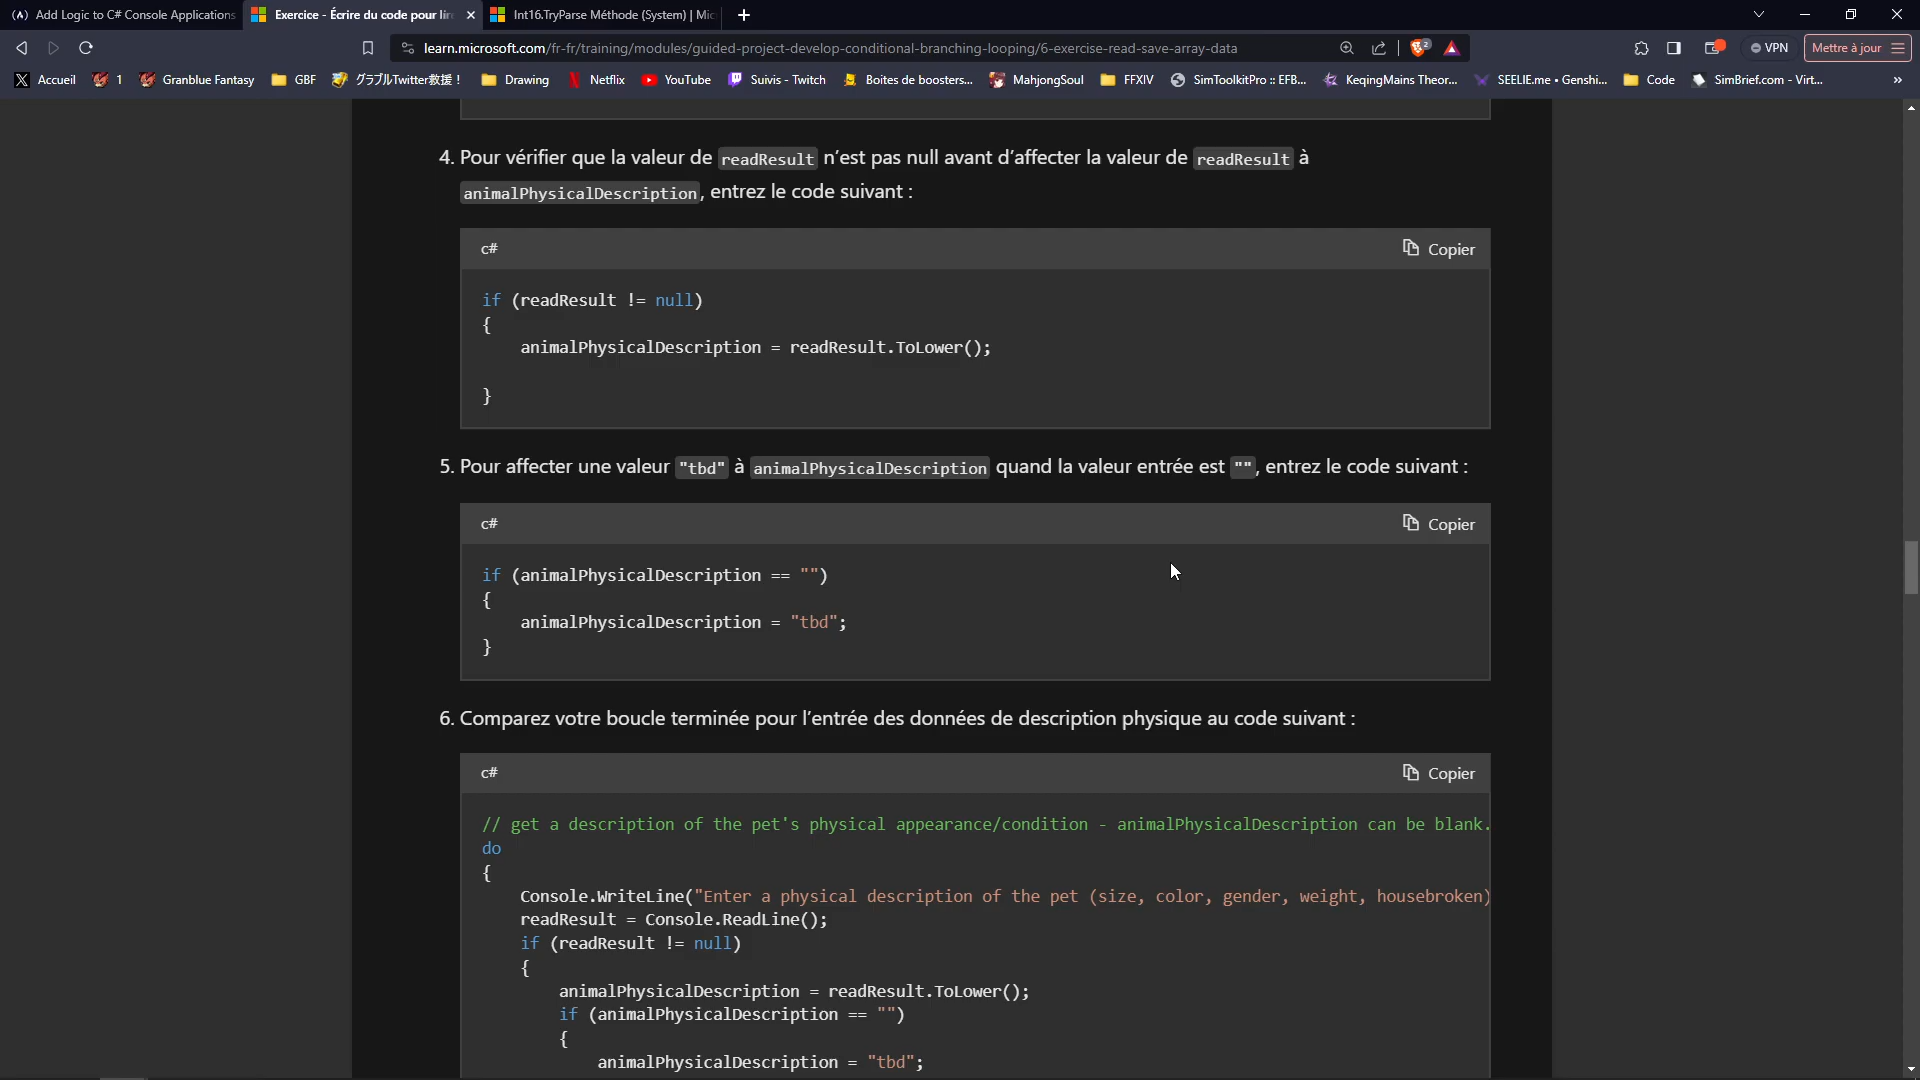 Add Logic to C# Console Applications
Exercice - Écrire du code pour lir
Int16.TryParse Méthode (System) | Mic
learn.microsoft.com/fr-fr/training/modules/guided-project-develop-conditional-branching-looping/6-exercise-read-save-array-data
2
VPN
Mettre à jour
Accueil
1
Granblue Fantasy
GBF
グラブルTwitter救援！
Drawing
Netflix
YouTube
Suivis - Twitch
Boites de boosters...
MahjongSoul
FFXIV
SimToolkitPro :: EFB...
KeqingMains Theor...
SEELIE.me • Genshi...
Code
SimBrief.com - Virt...
4. Pour vérifier que la valeur de readResult n’est pas null avant d’affecter la valeur de readResult à
animalPhysicalDescription, entrez le code suivant :
c#
Copier
if (readResult != null)
{
animalPhysicalDescription = readResult.ToLower();
}
5. Pour affecter une valeur "tbd" à animalPhysicalDescription quand la valeur entrée est "", entrez le code suivant :
c#
Copier
if (animalPhysicalDescription == "")
{
animalPhysicalDescription = "tbd";
}
6. Comparez votre boucle terminée pour l’entrée des données de description physique au code suivant :
c#
Copier
// get a description of the pet's physical appearance/condition - animalPhysicalDescription can be blank.
do
{
Console.WriteLine("Enter a physical description of the pet (size, color, gender, weight, housebroken)
readResult = Console.ReadLine();
if (readResult != null)
{
animalPhysicalDescription = readResult.ToLower();
if (animalPhysicalDescription == "")
{
animalPhysicalDescription = "tbd";